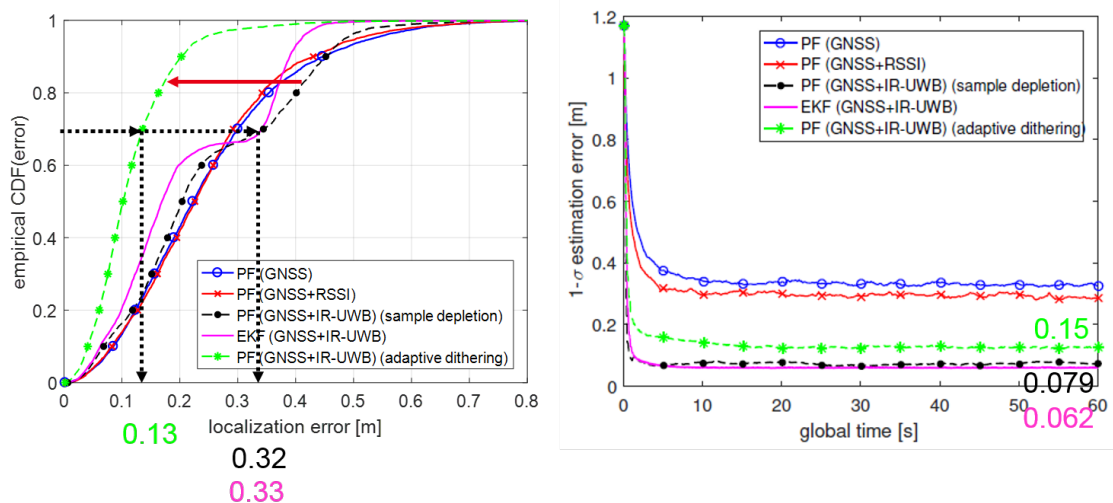 empirical CDF(error)
1
0.8
0.6
0.4
0.2
0
PF (GNSS)
PF (GNSS+RSSI)
PF (GNSS+IR-UWB) (sample depletion)
EKF (GNSS+IR-UWB)
PF (GNSS+IR-UWB) (adaptive dithering)
0 0.1 0.2 0.3 0.4 0.5 0.6 0.7 0.8
localization error [m]
0.13
0.32
0.33
1-σ estimation error [m]
1.2
1
0.8
0.6
0.4
0.2
0
PF (GNSS)
PF (GNSS+RSSI)
PF (GNSS+IR-UWB) (sample depletion)
EKF (GNSS+IR-UWB)
PF (GNSS+IR-UWB) (adaptive dithering)
0.15
0.079
0.062
0 10 20 30 40 50 60
global time [s]